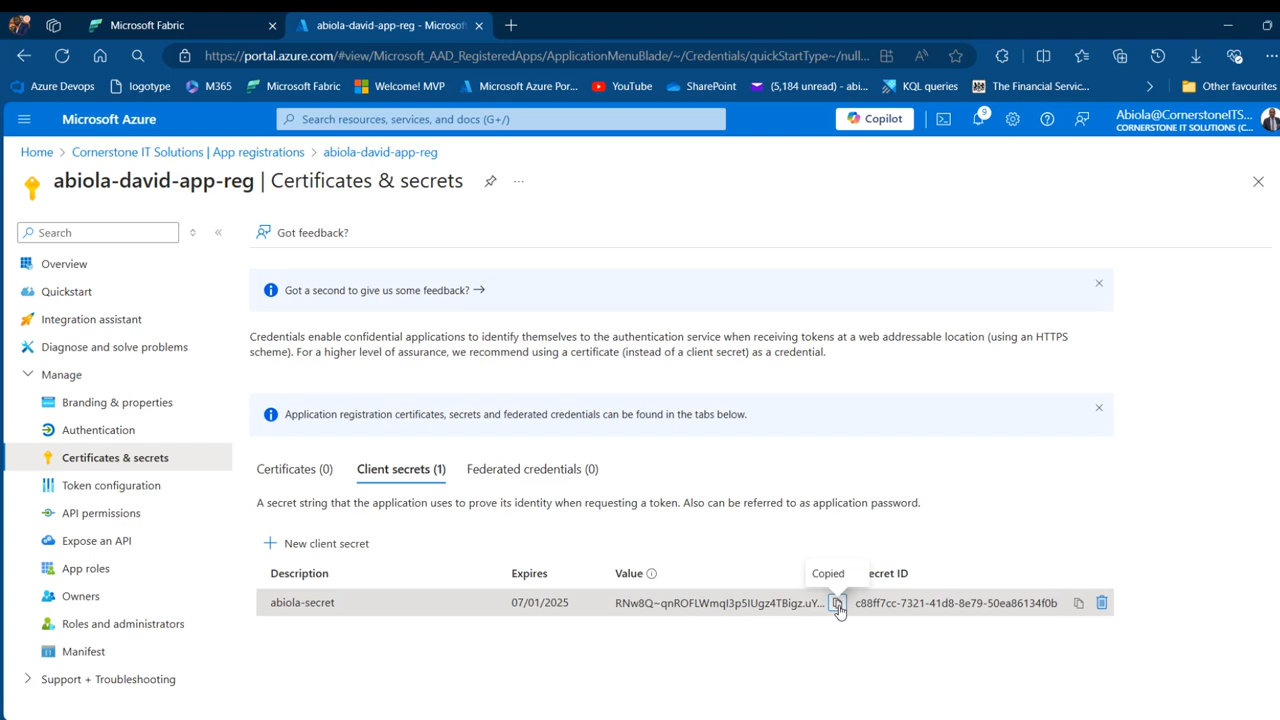 Microsoft Fabric
abiola-david-app-reg - Microsof
https://portal.azure.com/#view/Microsoft_AAD_RegisteredApps/ApplicationMenuBlade/~/Credentials/quickStartType~/null...
Azure Devops
logotype
M365
Microsoft Fabric
Welcome! MVP
Microsoft Azure Por...
YouTube
SharePoint
(5,184 unread) - abi...
KQL queries
The Financial Servic...
Other favourites
Microsoft Azure
Search resources, services, and docs (G+/)
Copilot
9
Abiola@CornerstoneITS...
CORNERSTONE IT SOLUTIONS (C...
Home > Cornerstone IT Solutions | App registrations > abiola-david-app-reg
abiola-david-app-reg | Certificates & secrets
Search
Got feedback?
Overview
Quickstart
Integration assistant
Diagnose and solve problems
Manage
Branding & properties
Authentication
Certificates & secrets
Token configuration
API permissions
Expose an API
App roles
Owners
Roles and administrators
Manifest
Support + Troubleshooting
Got a second to give us some feedback?
Credentials enable confidential applications to identify themselves to the authentication service when receiving tokens at a web addressable location (using an HTTPS
scheme). For a higher level of assurance, we recommend using a certificate (instead of a client secret) as a credential.
Application registration certificates, secrets and federated credentials can be found in the tabs below.
Certificates (0)
Client secrets (1)
Federated credentials (0)
A secret string that the application uses to prove its identity when requesting a token. Also can be referred to as application password.
New client secret
Description
Expires
Value
Copied
ecret ID
abiola-secret
07/01/2025
RNw8Q~qnROFLWmqI3p5IUgz4TBigz.uY...
c88ff7cc-7321-41d8-8e79-50ea86134f0b